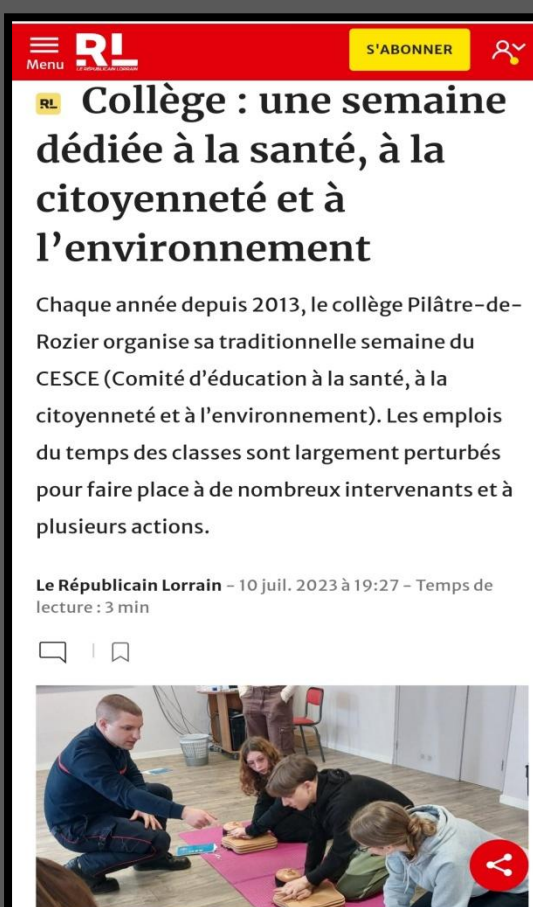 RL
S'ABONNER
Menu
LE RÉPUBLICAIN LORRAIN
RL Collège : une semaine
dédiée à la santé, à la
citoyenneté et à
l’environnement
Chaque année depuis 2013, le collège Pilâtre-de-
Rozier organise sa traditionnelle semaine du
CESCE (Comité d’éducation à la santé, à la
citoyenneté et à l’environnement). Les emplois
du temps des classes sont largement perturbés
pour faire place à de nombreux intervenants et à
plusieurs actions.
Le Républicain Lorrain - 10 juil. 2023 à 19:27 - Temps de
lecture : 3 min